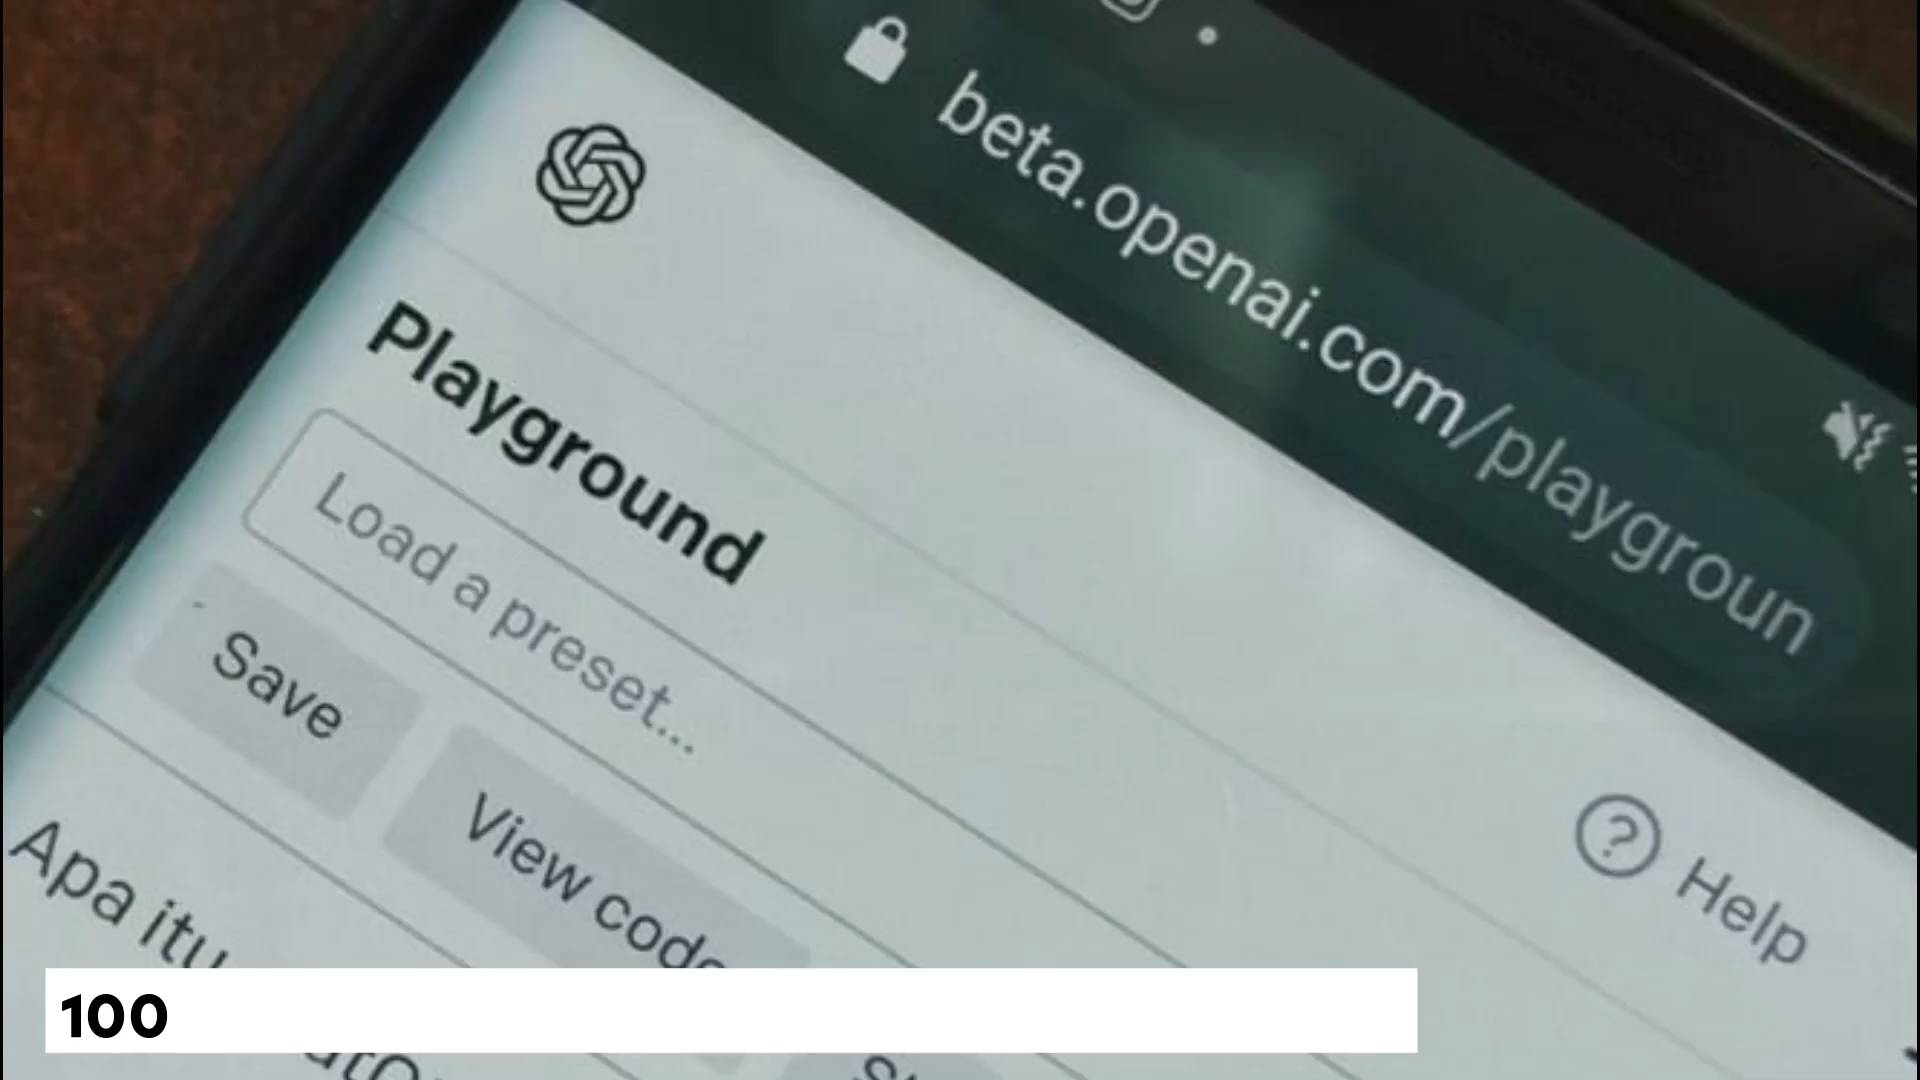 beta.openai.com/playgroun
Playground
Load a preset...
Save
View code
Help
Apa itu
100